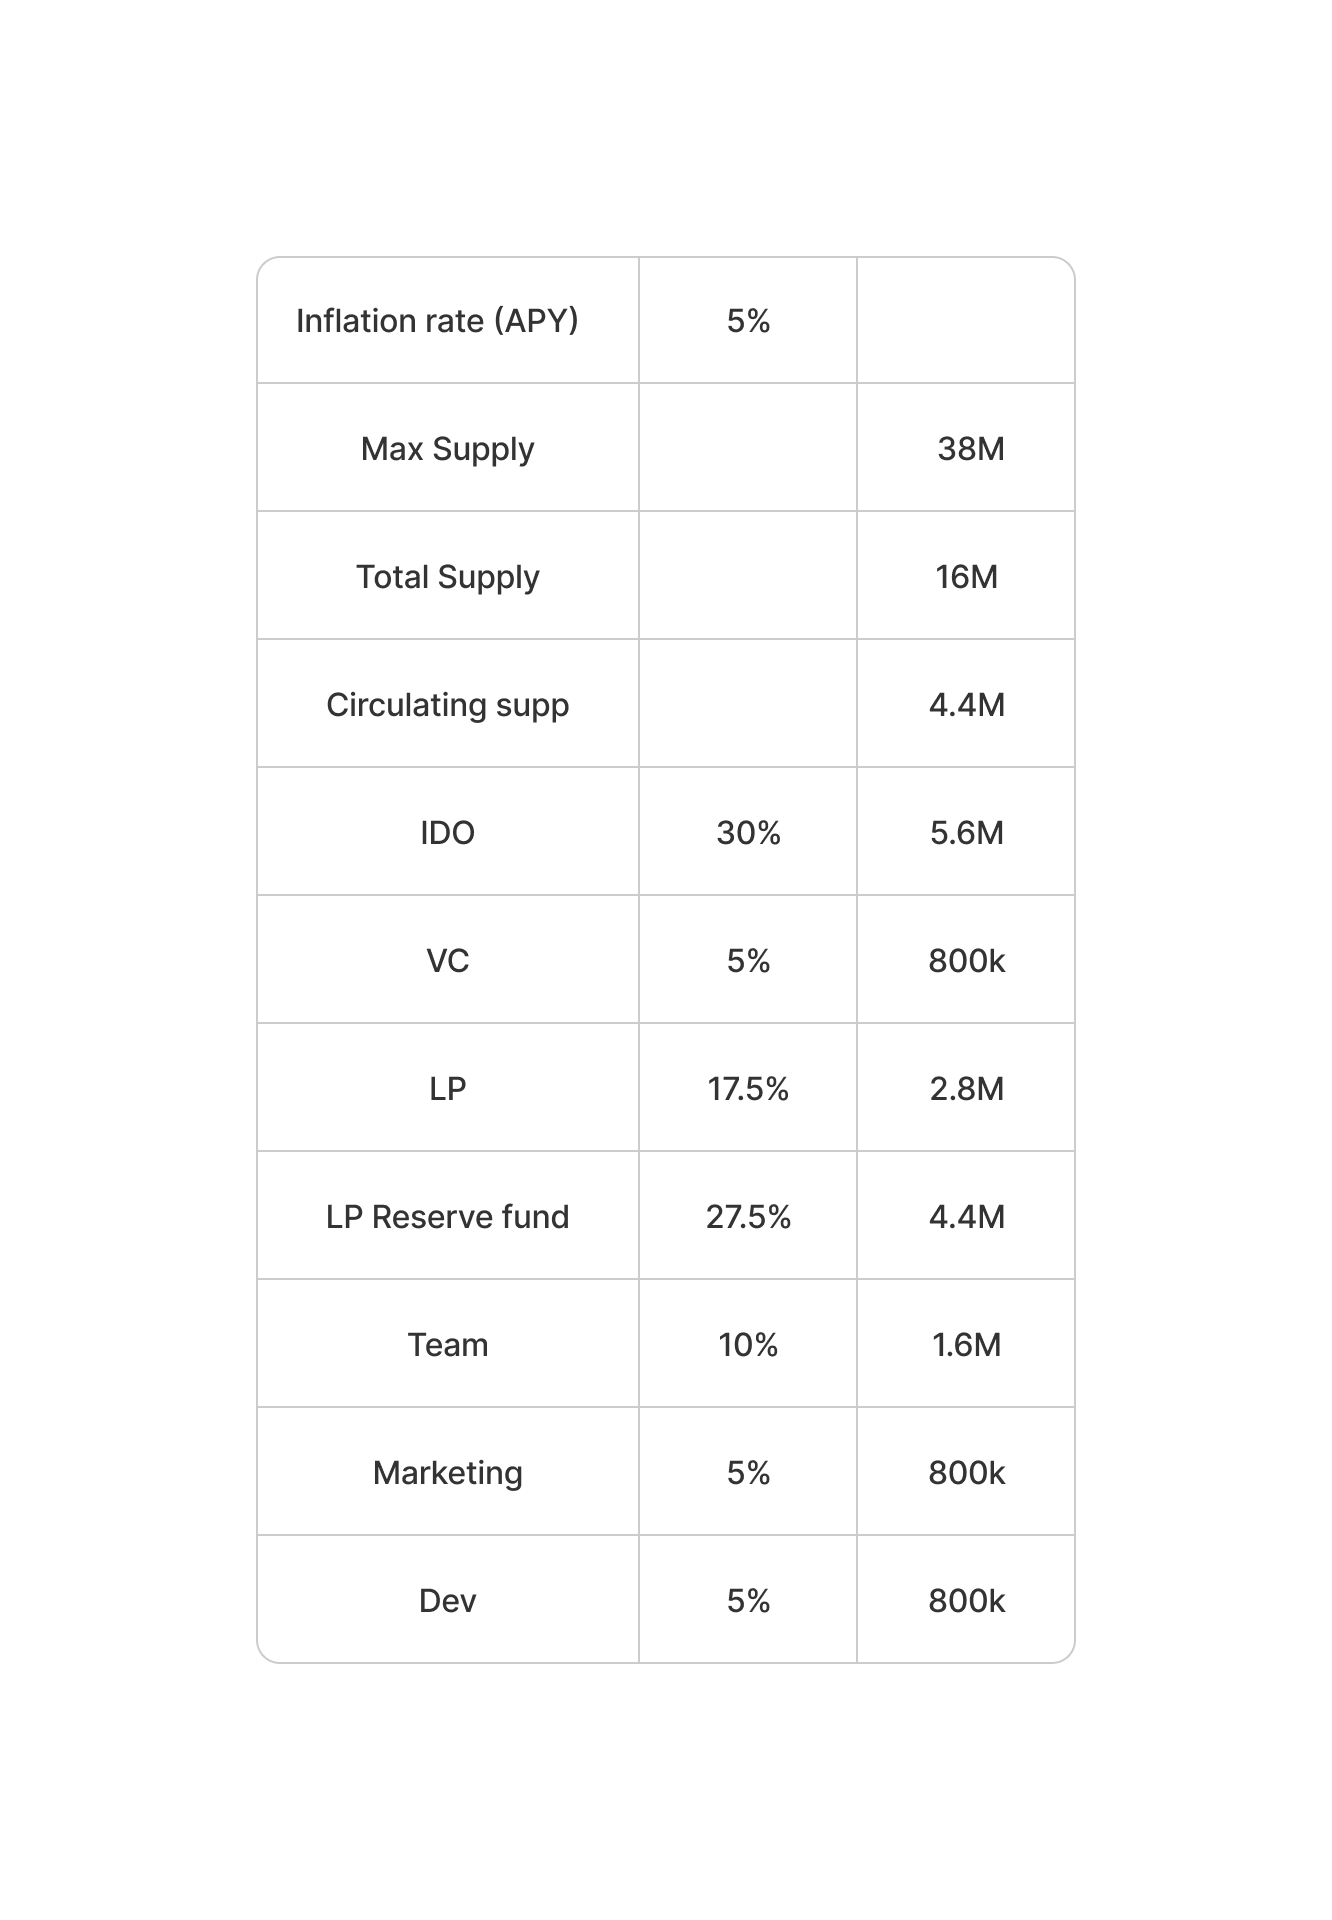 Inflation rate (APY) 5%
Max Supply 38M
Total Supply 16M
Circulating supp 4.4M
IDO 30% 5.6M
VC 5% 800k
LP 17.5% 2.8M
LP Reserve fund 27.5% 4.4M
Team 10% 1.6M
Marketing 5% 800k
Dev 5% 800k